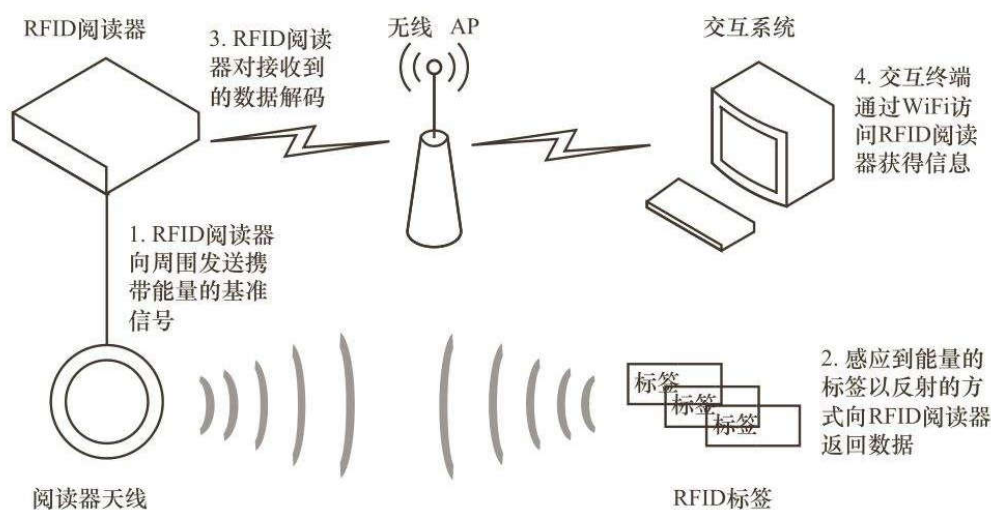 RFID阅读器
3. RFID阅读
器对接收到
的数据解码
无线 AP
交互系统
4. 交互终端
通过WiFi访
问RFID阅读
器获得信息
1. RFID阅读器
向周围发送携
带能量的基准
信号
标签
标签
标签
2. 感应到能量的
标签以反射的方
式向RFID阅读器
返回数据
阅读器天线
RFID标签